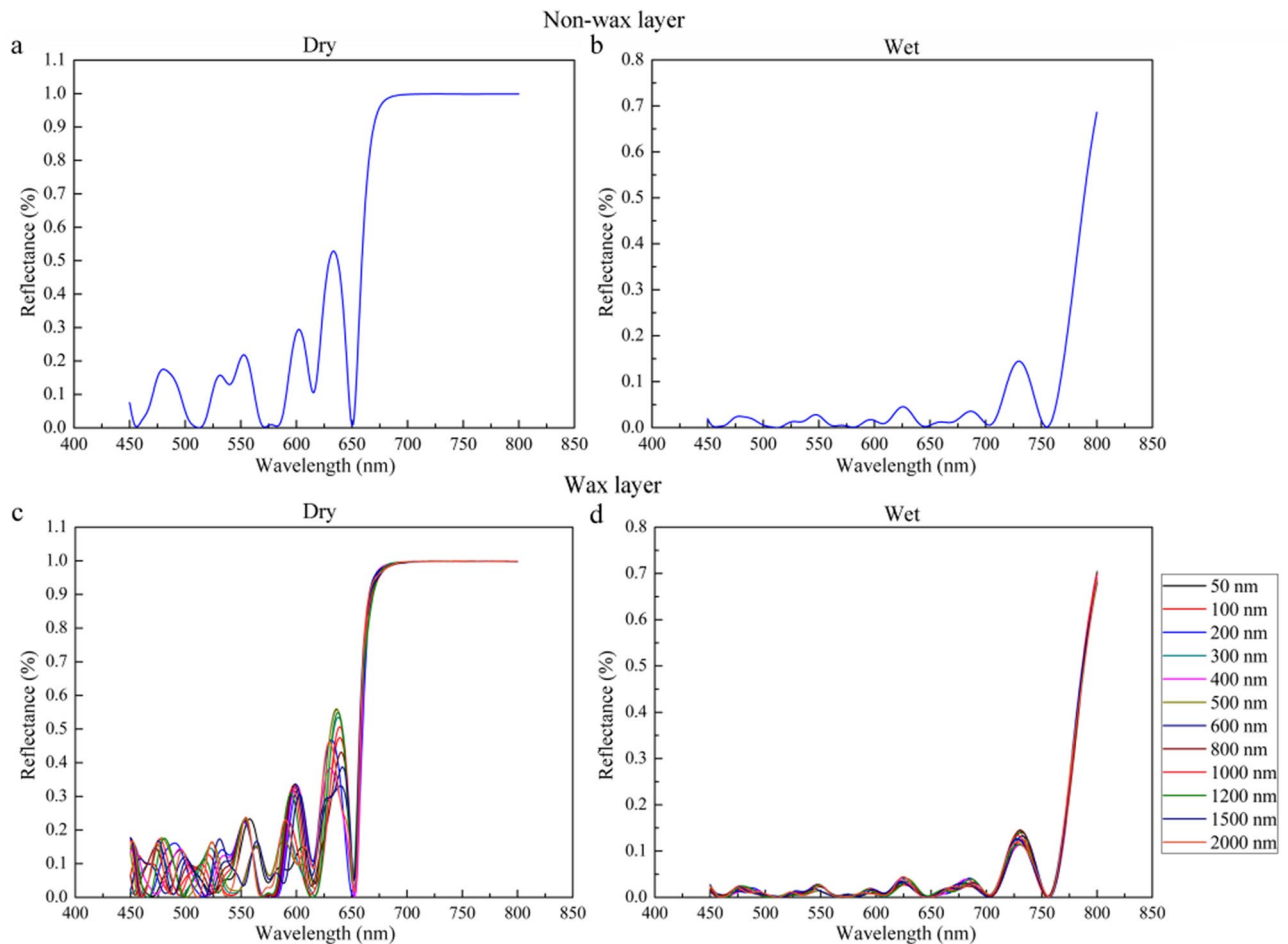 Non-wax layer
a
Dry
1.1
1.0
0.9
0.8
0.7
0.6
0.5
0.4
0.3
0.2
0.1
0.0
Reflectance (%)
400 450 500 550 600 650 700 750 800 850
Wavelength (nm)
b
Wet
0.8
0.7
0.6
0.5
0.4
0.3
0.2
0.1
0.0
Reflectance (%)
400 450 500 550 600 650 700 750 800 850
Wavelength (nm)
Wax layer
c
Dry
1.1
1.0
0.9
0.8
0.7
0.6
0.5
0.4
0.3
0.2
0.1
0.0
Reflectance (%)
400 450 500 550 600 650 700 750 800 850
Wavelength (nm)
d
Wet
0.8
0.7
0.6
0.5
0.4
0.3
0.2
0.1
0.0
Reflectance (%)
400 450 500 550 600 650 700 750 800 850
Wavelength (nm)
50 nm
100 nm
200 nm
300 nm
400 nm
500 nm
600 nm
800 nm
1000 nm
1200 nm
1500 nm
2000 nm